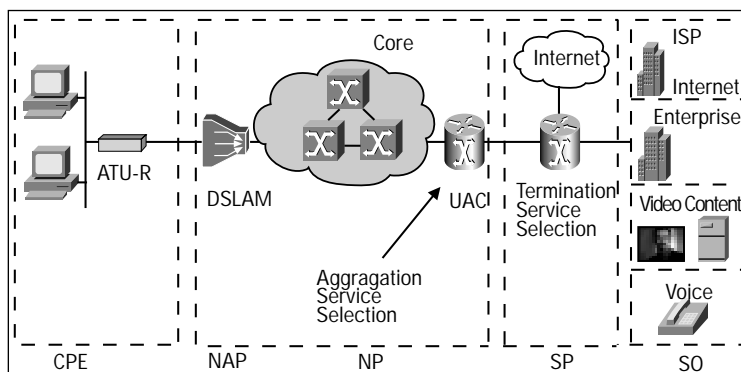 Core
Internet
ISP
Internet
Enterprise
ATU-R
DSLAM
UAC
Termination
Service
Selection
Video Content
Aggragation
Service
Selection
Voice
CPE
NAP
NP
SP
SO